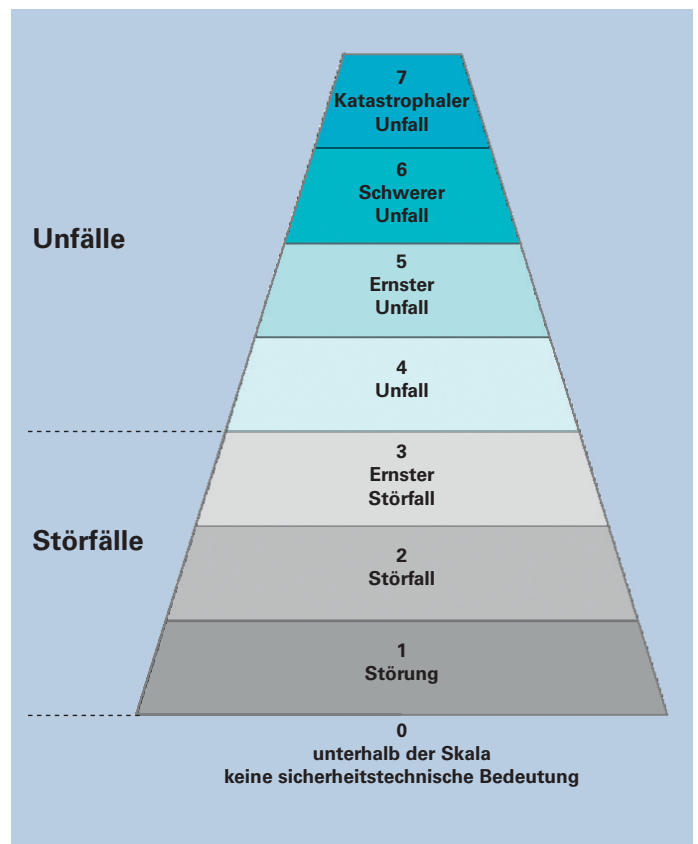 7
Katastrophaler
Unfall
6
Schwerer
Unfall
Unfälle
5
Ernster
Unfall
4
Unfall
3
Ernster
Störfall
Störfälle
2
Störfall
1
Störung
0
unterhalb der Skala
keine sicherheitstechnische Bedeutung